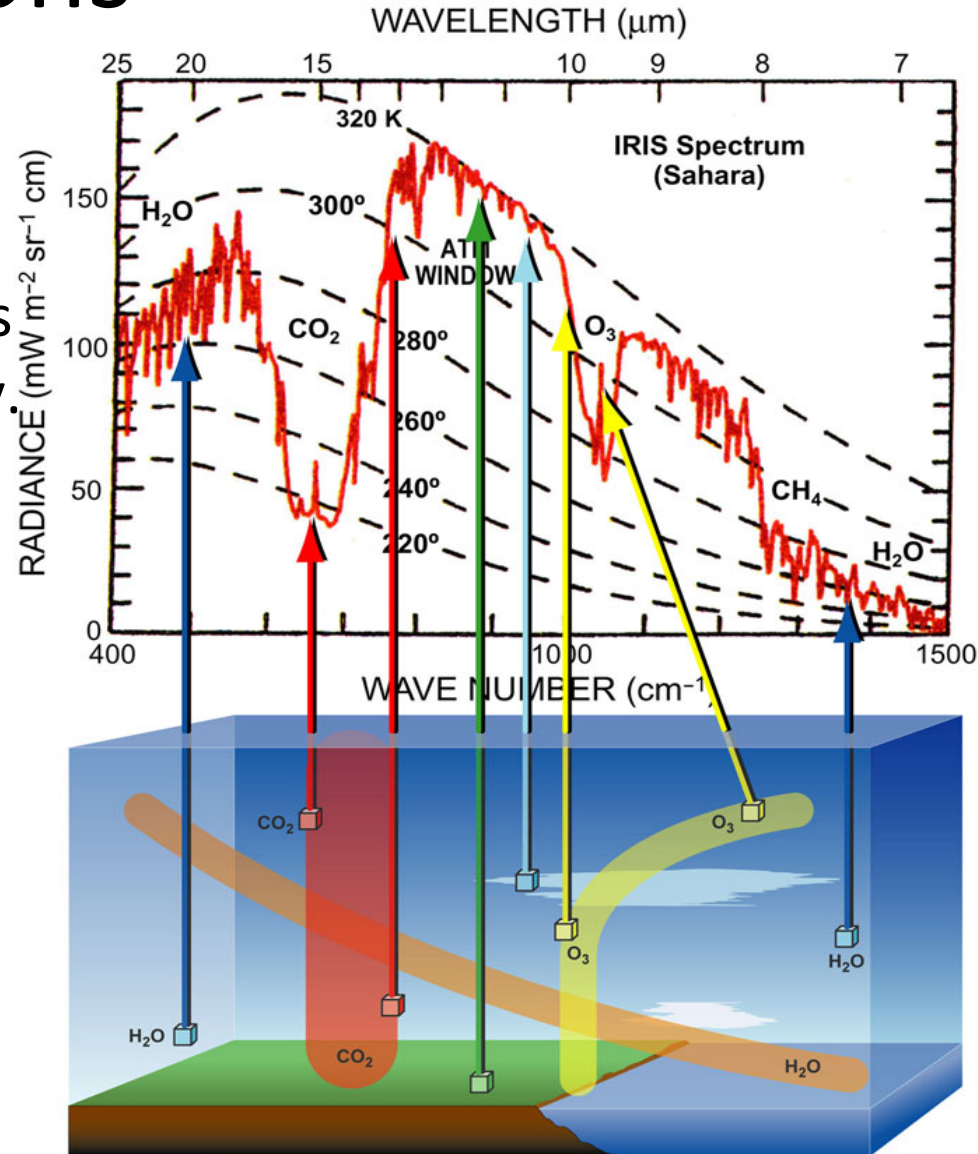 WAVELENGTH (µm)
25 20 15 10 9 8 7
320 K
IRIS Spectrum
(Sahara)
RADIANCE (mW m⁻² sr⁻¹ cm)
150
100
50
0
H₂O
300º
ATM
WINDOW
CO₂
280º
O₃
260º
240º
220º
CH₄
H₂O
400 1000 1500
WAVE NUMBER (cm⁻¹)
CO₂
O₃
O₃
H₂O
H₂O
CO₂
H₂O